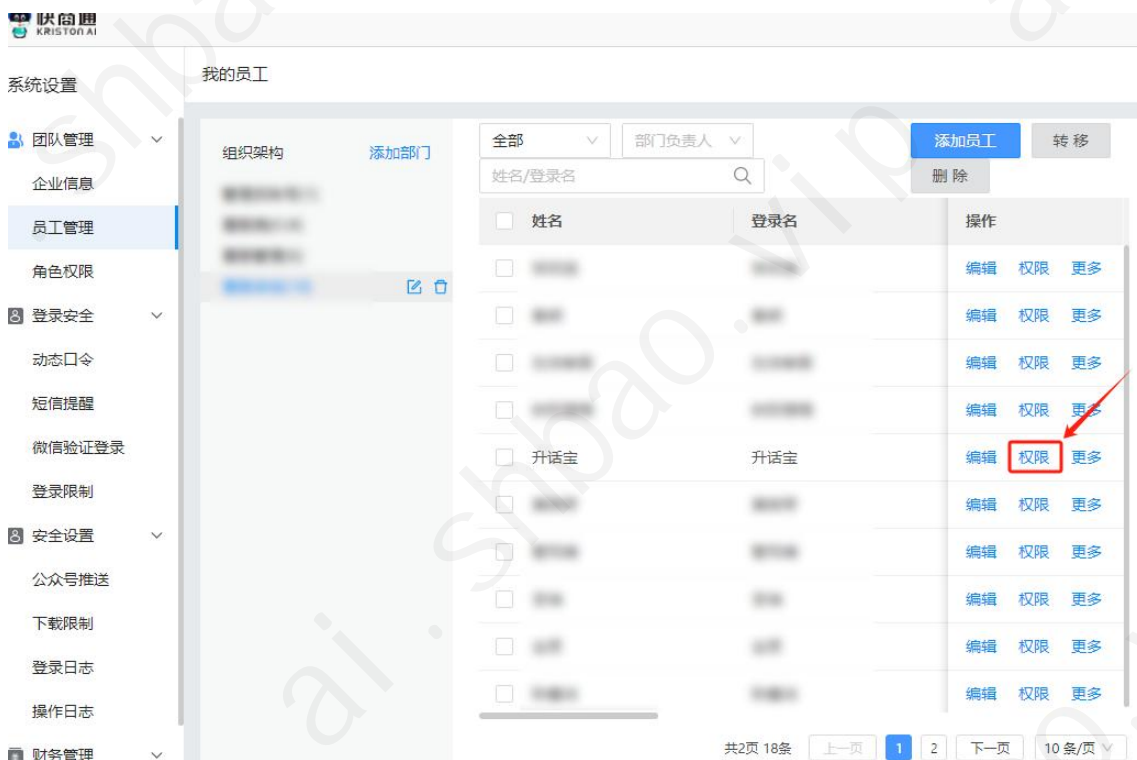 快商通
KRISTON AI
系统设置
我的员工
团队管理
企业信息
员工管理
角色权限
登录安全
动态口令
短信提醒
微信验证登录
登录限制
安全设置
公众号推送
下载限制
登录日志
操作日志
财务管理
组织架构 添加部门
全部 部门负责人 添加员工 转移
姓名/登录名 删除
姓名 登录名 操作
编辑 权限 更多
编辑 权限 更多
编辑 权限 更多
编辑 权限 更多
升话宝 升话宝 编辑 权限 更多
编辑 权限 更多
编辑 权限 更多
编辑 权限 更多
编辑 权限 更多
编辑 权限 更多
共2页 18条 上一页 1 2 下一页 10 条/页
ai.shbao.vip